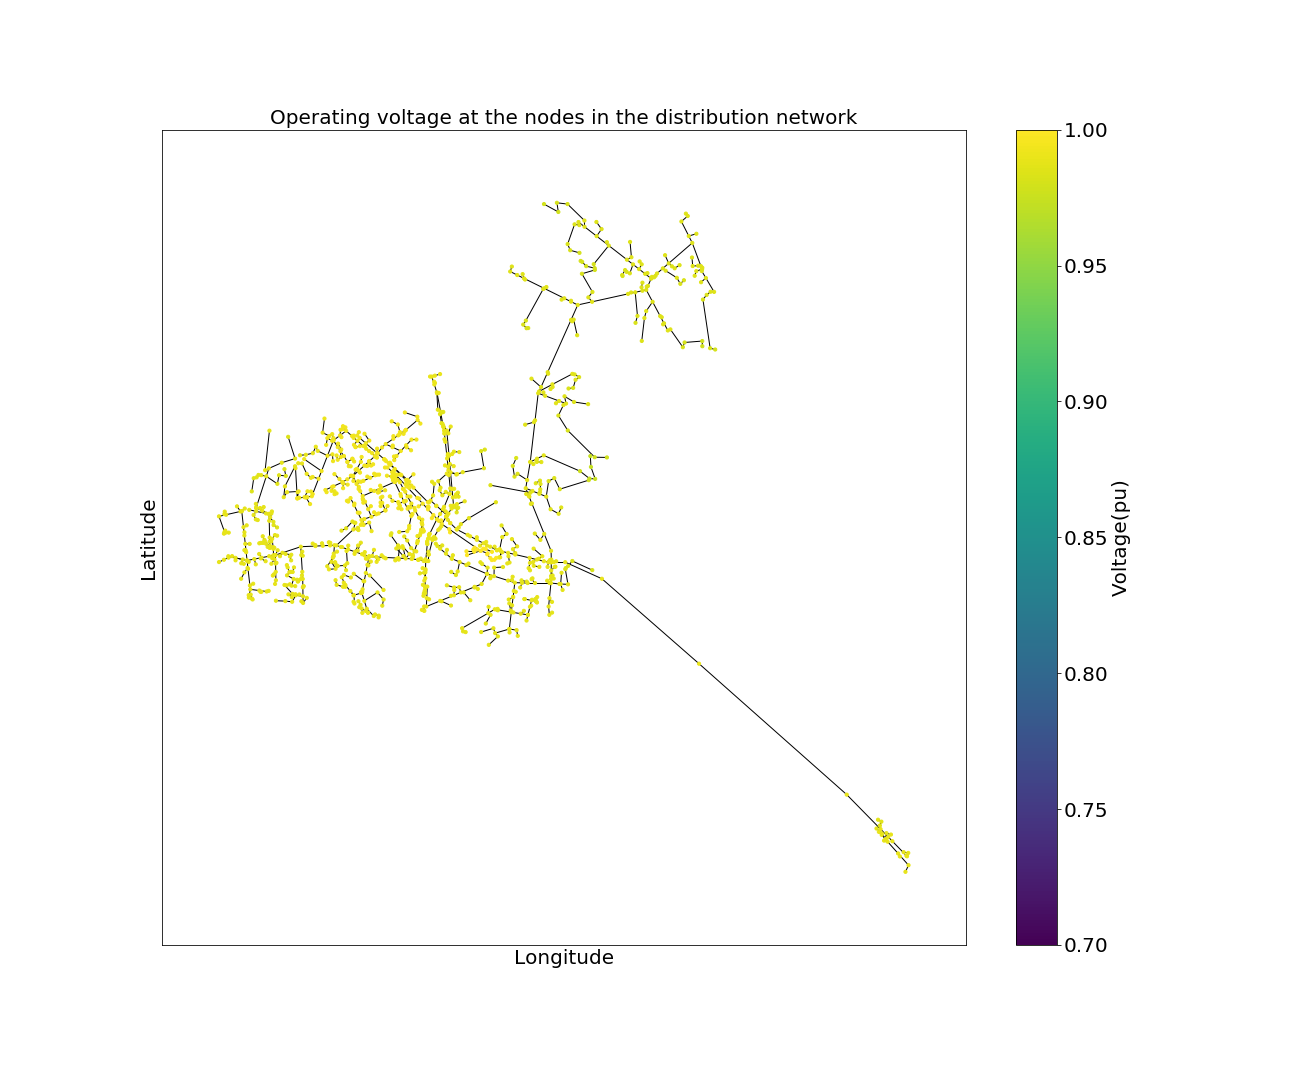 Operating voltage at the nodes in the distribution network
Latitude
Longitude
1.00
0.95
0.90
0.85
0.80
0.75
0.70
Voltage(pu)